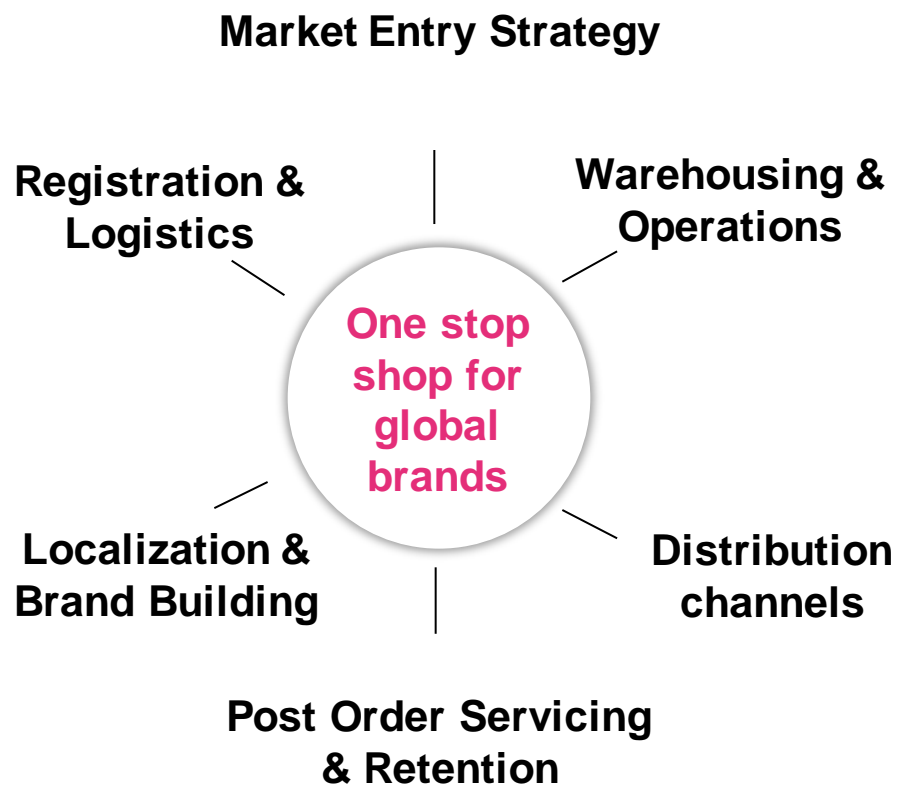 Market Entry Strategy
Registration &
Logistics
Warehousing &
Operations
One stop
shop for
global
brands
Localization &
Brand Building
Distribution
channels
Post Order Servicing
& Retention